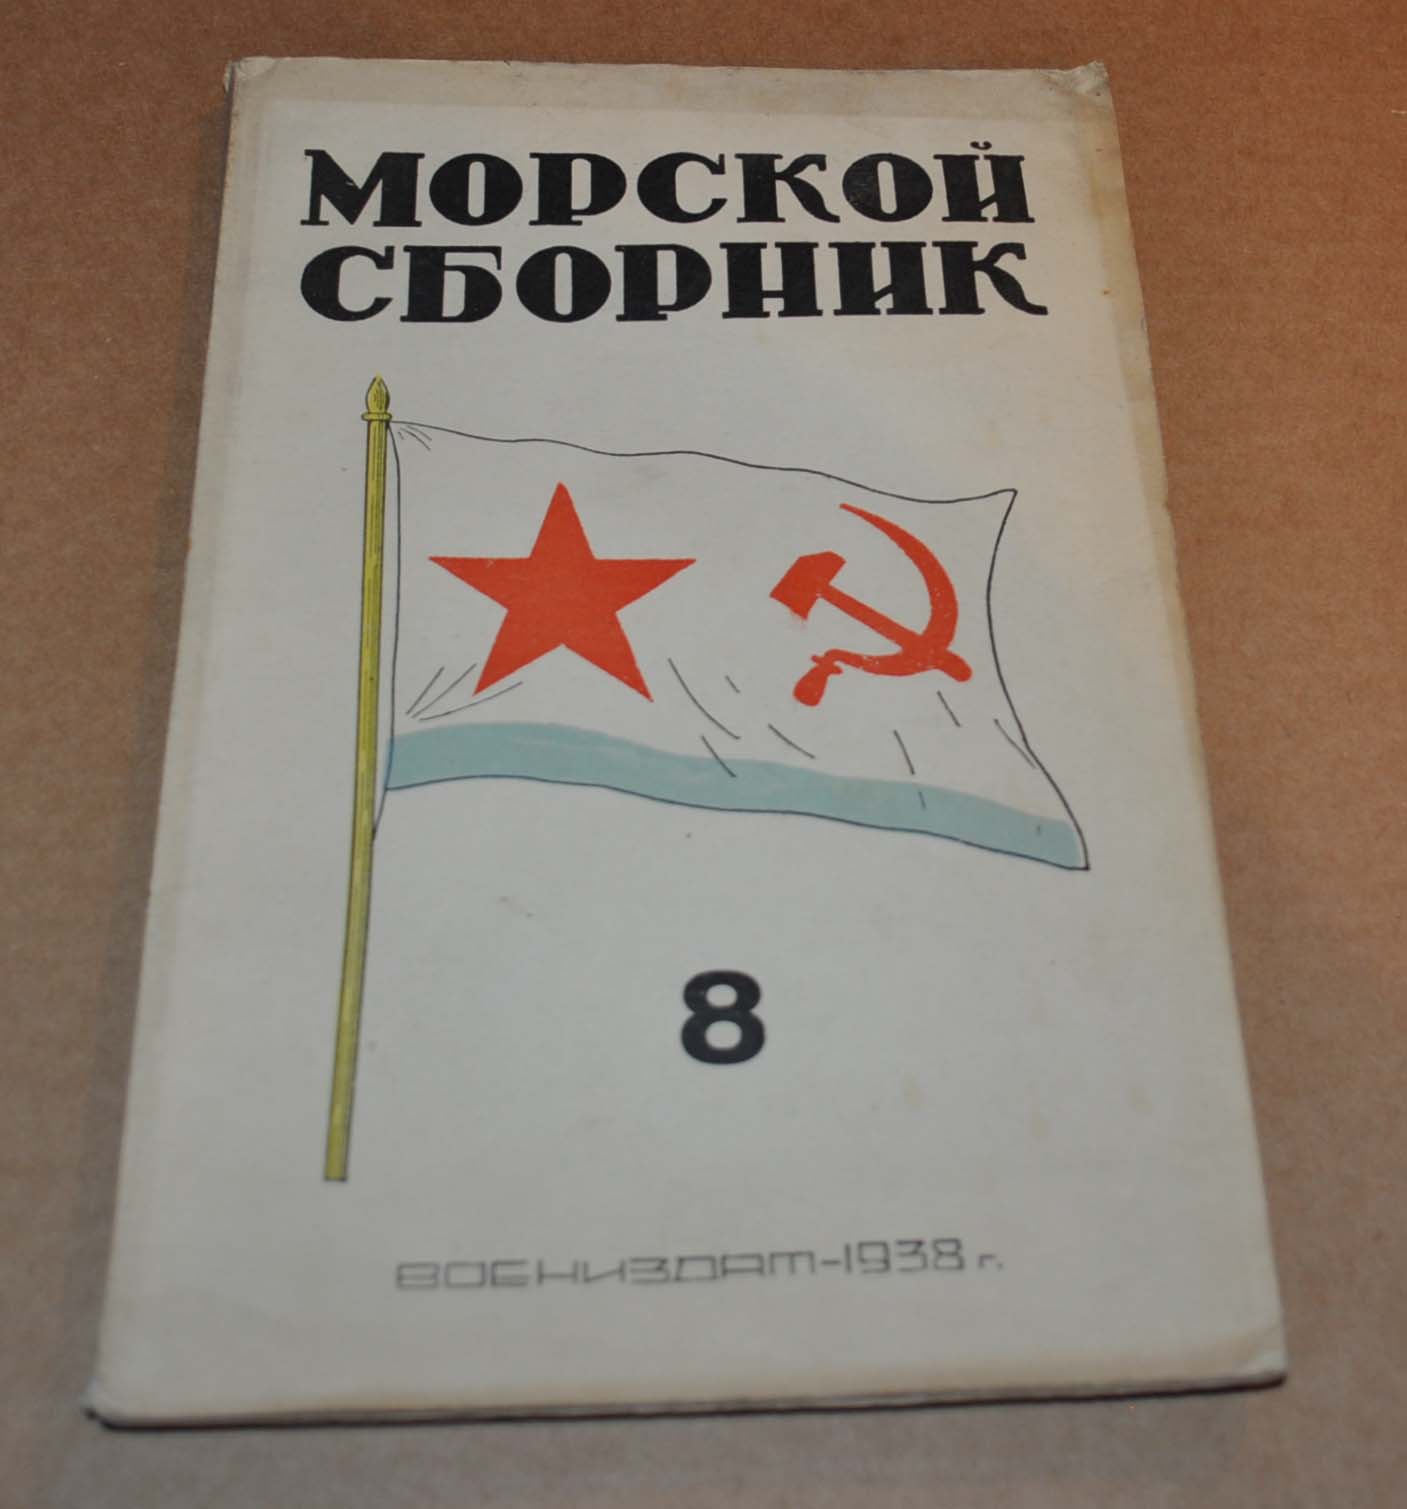 МОРСКОЙ
СБОРНИК
8
ВОЕНИЗДАТ-1938 г.